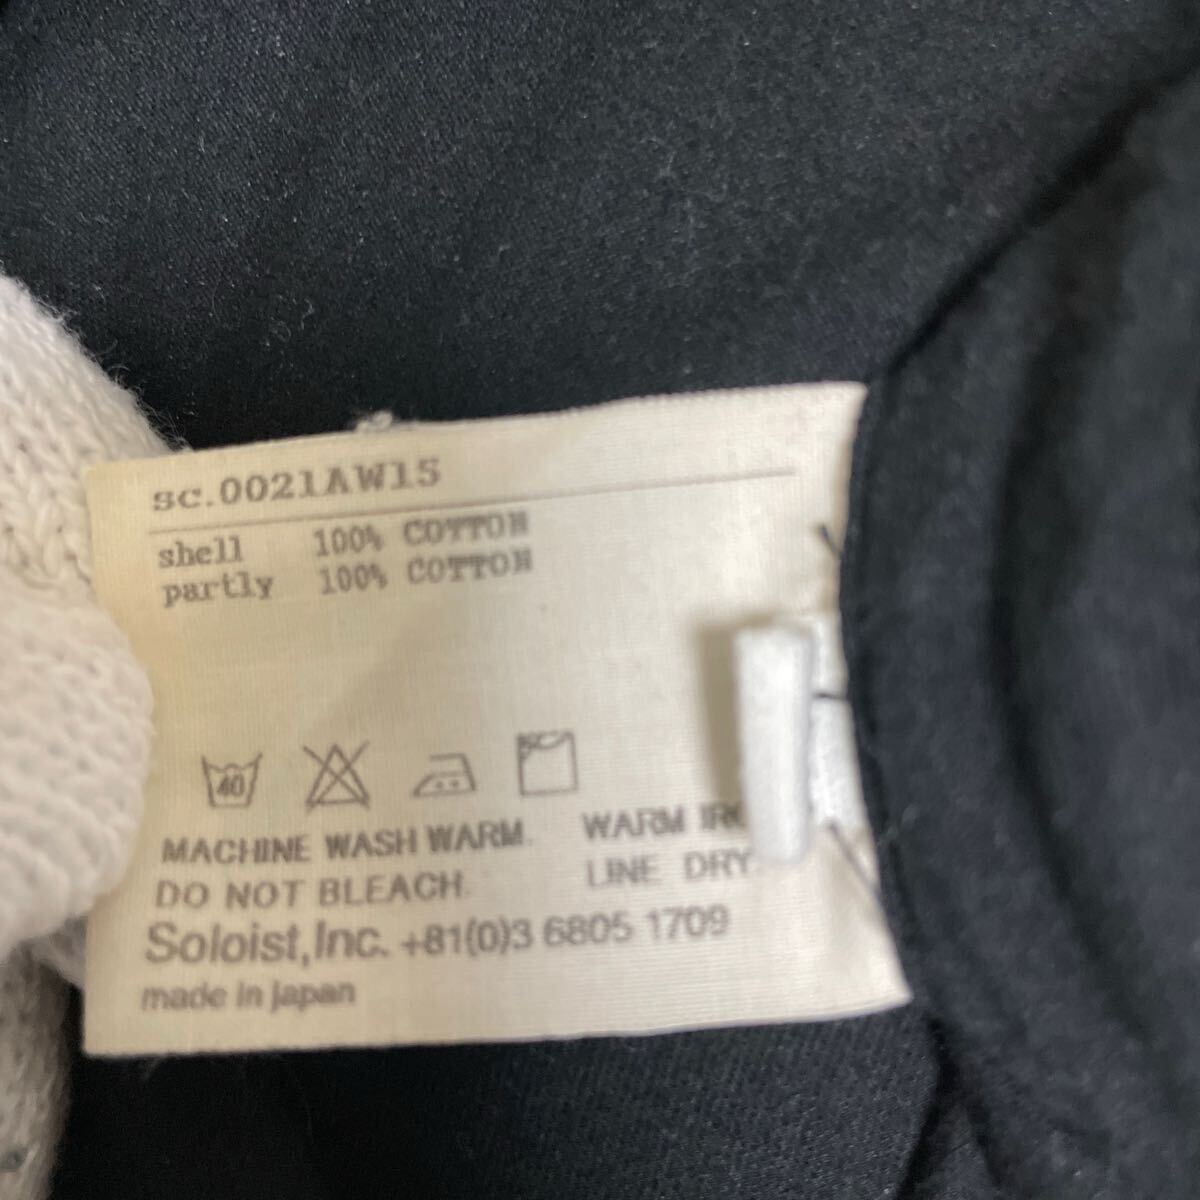 sc.0021AW15
shell 100% COTTON
partly 100% COTTON
40
MACHINE WASH WARM. WARM
DO NOT BLEACH. LINE DRY.
Soloist,Inc. +81(0)3 6805 1709
made in japan